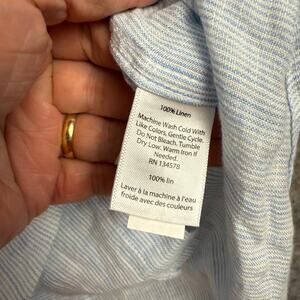 100% Linen
Machine Wash Cold With
Like Colors, Gentle Cycle.
Do Not Bleach. Tumble
Dry Low. Warm Iron If
Needed.
RN 134578
100% lin
Laver à la machine à l'eau
froide avec des couleurs